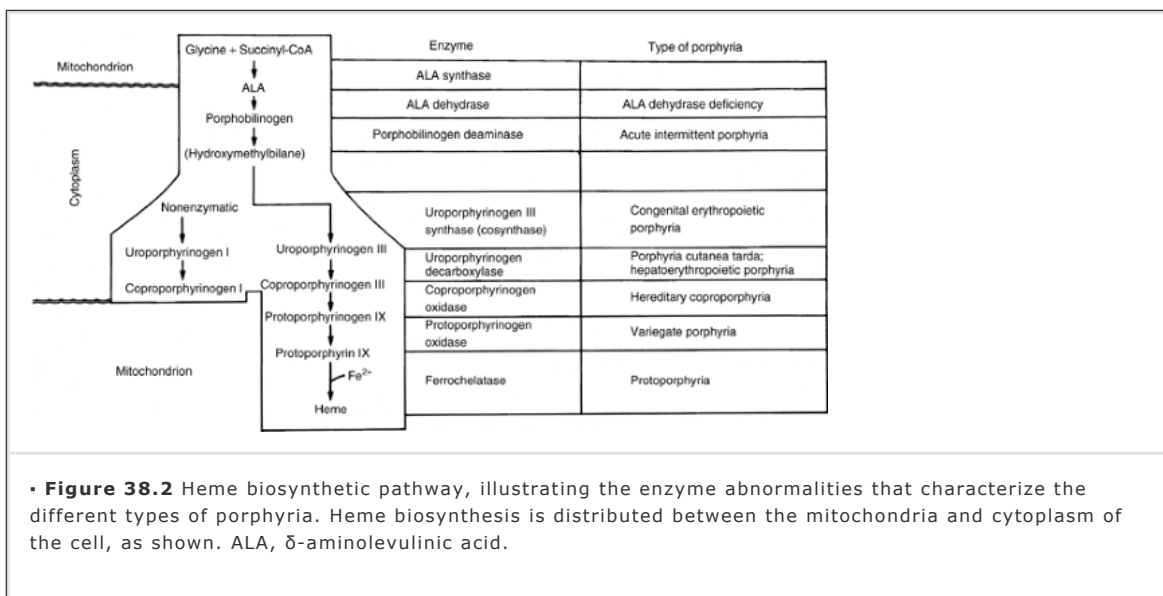 Enzyme
Type of porphyria
Glycine + Succinyl-CoA
Mitochondrion
ALA synthase
ALA
ALA dehydrase
ALA dehydrase deficiency
Porphobilinogen
Porphobilinogen deaminase
Acute intermittent porphyria
(Hydroxymethylbilane)
Cytoplasm
Nonenzymatic
Uroporphyrinogen III
synthase (cosynthase)
Congenital erythropoietic
porphyria
Uroporphyrinogen I
Uroporphyrinogen III
Uroporphyrinogen
decarboxylase
Porphyria cutanea tarda;
hepatoerythropoietic porphyria
Coproporphyrinogen I
Coproporphyrinogen III
Coproporphyrinogen
oxidase
Hereditary coproporphyria
Protoporphyrinogen IX
Protoporphyrinogen
oxidase
Variegate porphyria
Protoporphyrin IX
Mitochondrion
Fe²⁺
Ferrochelatase
Protoporphyria
Heme
▪ Figure 38.2 Heme biosynthetic pathway, illustrating the enzyme abnormalities that characterize the
different types of porphyria. Heme biosynthesis is distributed between the mitochondria and cytoplasm of
the cell, as shown. ALA, δ-aminolevulinic acid.